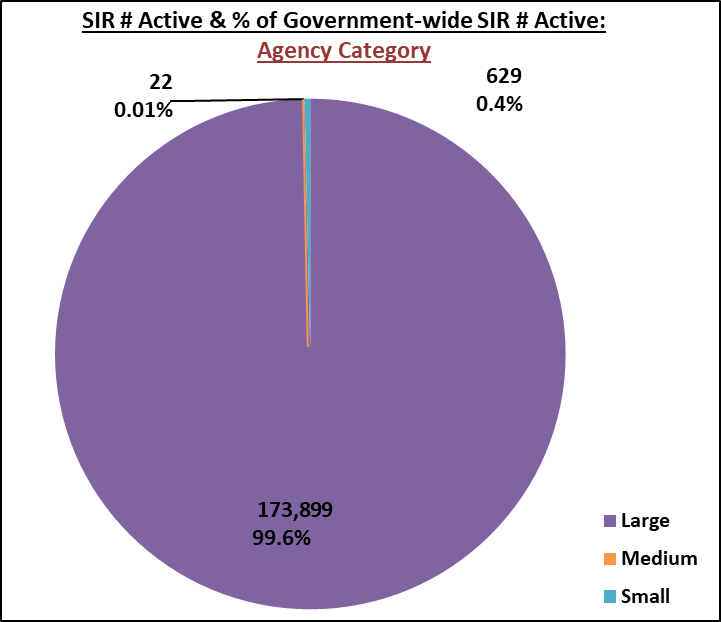 SIR # Active & % of Government-wide SIR # Active:
Agency Category
22
0.01%
629
0.4%
173,899
99.6%
Large
Medium
Small